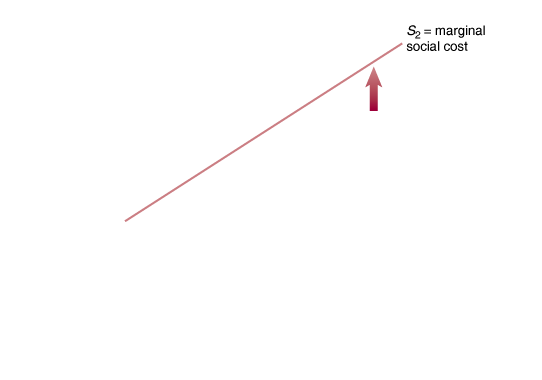 S₂ = marginal
social cost